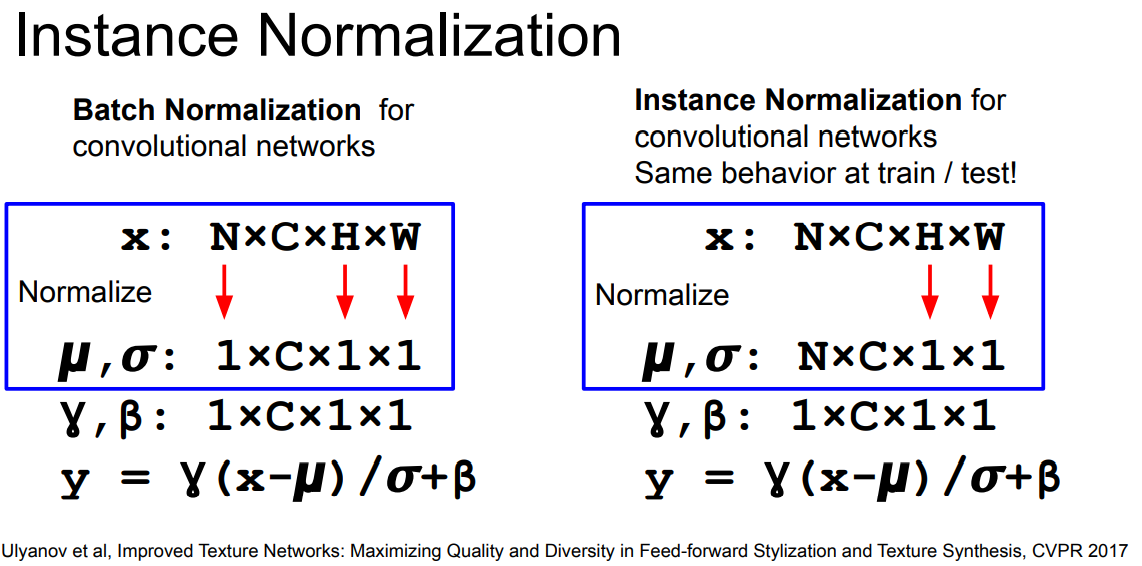 Instance Normalization
Batch Normalization for
convolutional networks
x: N×C×H×W
Normalize
μ,σ: 1×C×1×1
γ,β: 1×C×1×1
y = γ(x-μ)/σ+β
Instance Normalization for
convolutional networks
Same behavior at train / test!
x: N×C×H×W
Normalize
μ,σ: N×C×1×1
γ,β: 1×C×1×1
y = γ(x-μ)/σ+β
Ulyanov et al, Improved Texture Networks: Maximizing Quality and Diversity in Feed-forward Stylization and Texture Synthesis, CVPR 2017